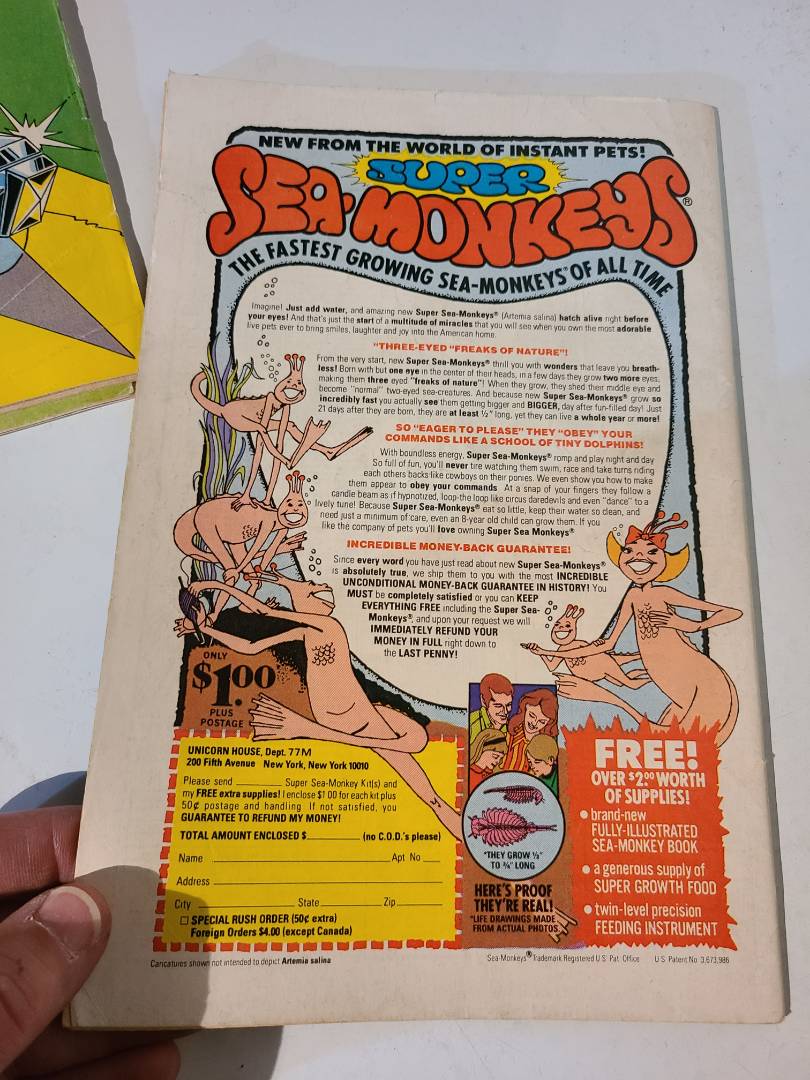 NEW FROM THE WORLD OF INSTANT PETS!
SUPER
SEA-MONKEYS®
THE FASTEST GROWING SEA-MONKEYS® OF ALL TIME
Imagine! Just add water, and amazing new Super Sea-Monkeys® (Artemia salina) hatch alive right before
your eyes! And that's just the start of a multitude of miracles that you will see when you own the most adorable
live pets ever to bring smiles, laughter and joy into the American home.
"THREE-EYED "FREAKS OF NATURE"!
From the very start, new Super Sea-Monkeys® thrill you with wonders that leave you breath-
less! Born with but one eye in the center of their heads, in a few days they grow two more eyes,
making them three eyed "freaks of nature"! When they grow, they shed their middle eye and
become "normal" two-eyed sea-creatures. And because new Super Sea-Monkeys® grow so
incredibly fast you actually see them getting bigger and BIGGER, day after fun-filled day! Just
21 days after they are born, they are at least ½" long, yet they can live a whole year or more!
SO "EAGER TO PLEASE" THEY "OBEY" YOUR
COMMANDS LIKE A SCHOOL OF TINY DOLPHINS!
With boundless energy, Super Sea-Monkeys® romp and play night and day
So full of fun, you'll never tire watching them swim, race and take turns riding
each others backs like cowboys on their ponies. We even show you how to make
them appear to obey your commands At a snap of your fingers they follow a
candle beam as if hypnotized, loop-the loop like circus daredevils and even "dance" to a
lively tune! Because Super Sea-Monkeys® eat so little, keep their water so clean, and
need just a minimum of care, even an 8-year old child can grow them. If you
like the company of pets you'll love owning Super Sea Monkeys®
INCREDIBLE MONEY-BACK GUARANTEE!
Since every word you have just read about new Super Sea-Monkeys®
is absolutely true, we ship them to you with the most INCREDIBLE
UNCONDITIONAL MONEY-BACK GUARANTEE IN HISTORY! You
MUST be completely satisfied or you can KEEP
EVERYTHING FREE including the Super Sea-
Monkeys®, and upon your request we will
IMMEDIATELY REFUND YOUR
MONEY IN FULL right down to
the LAST PENNY!
ONLY
$1.00
PLUS
POSTAGE
UNICORN HOUSE, Dept. 77M
200 Fifth Avenue New York, New York 10010
Please send Super Sea-Monkey Kit(s) and
my FREE extra supplies! I enclose $1 00 for each kit plus
50¢ postage and handling If not satisfied, you
GUARANTEE TO REFUND MY MONEY!
TOTAL AMOUNT ENCLOSED $ (no C.O.D.'s please)
Name Apt No
Address
City State Zip
SPECIAL RUSH ORDER (50¢ extra)
Foreign Orders $4.00 (except Canada)
"THEY GROW ½"
TO ¾" LONG
HERE'S PROOF
THEY'RE REAL!
*LIFE DRAWINGS MADE
FROM ACTUAL PHOTOS
FREE!
OVER $2.00 WORTH
OF SUPPLIES!
• brand-new
FULLY-ILLUSTRATED
SEA-MONKEY BOOK
• a generous supply of
SUPER GROWTH FOOD
• twin-level precision
FEEDING INSTRUMENT
Caricatures shown not intended to depict Artemia salina
Sea-Monkeys® Trademark Registered U S Pat. Office U S Patent No 3,673,986